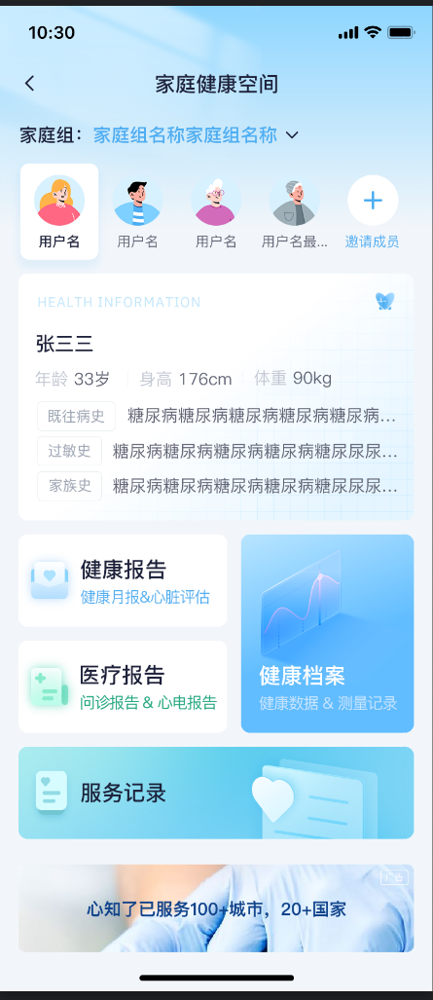 10:30
家庭健康空间
家庭组：家庭组名称家庭组名称
用户名 用户名 用户名 用户名最... 邀请成员
HEALTH INFORMATION
张三三
年龄 33岁 身高 176cm 体重 90kg
既往病史 糖尿病糖尿病糖尿病糖尿病糖尿病...
过敏史 糖尿病糖尿病糖尿病糖尿病糖尿尿尿...
家族史 糖尿病糖尿病糖尿病糖尿病糖尿尿尿...
健康报告
健康月报&心脏评估
医疗报告
问诊报告 & 心电报告
健康档案
健康数据 & 测量记录
服务记录
广告
心知了已服务100+城市，20+国家